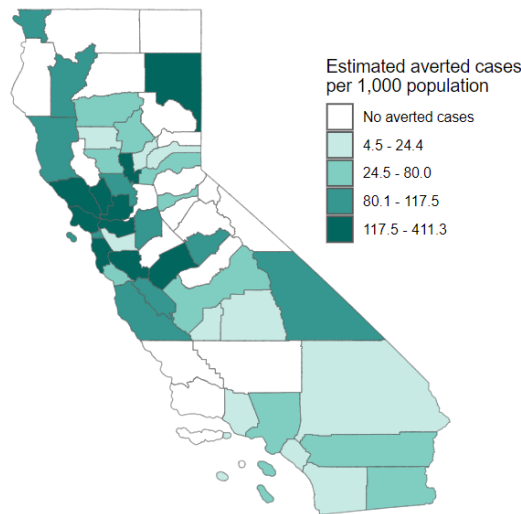 Estimated averted cases
per 1,000 population
No averted cases
4.5 - 24.4
24.5 - 80.0
80.1 - 117.5
117.5 - 411.3